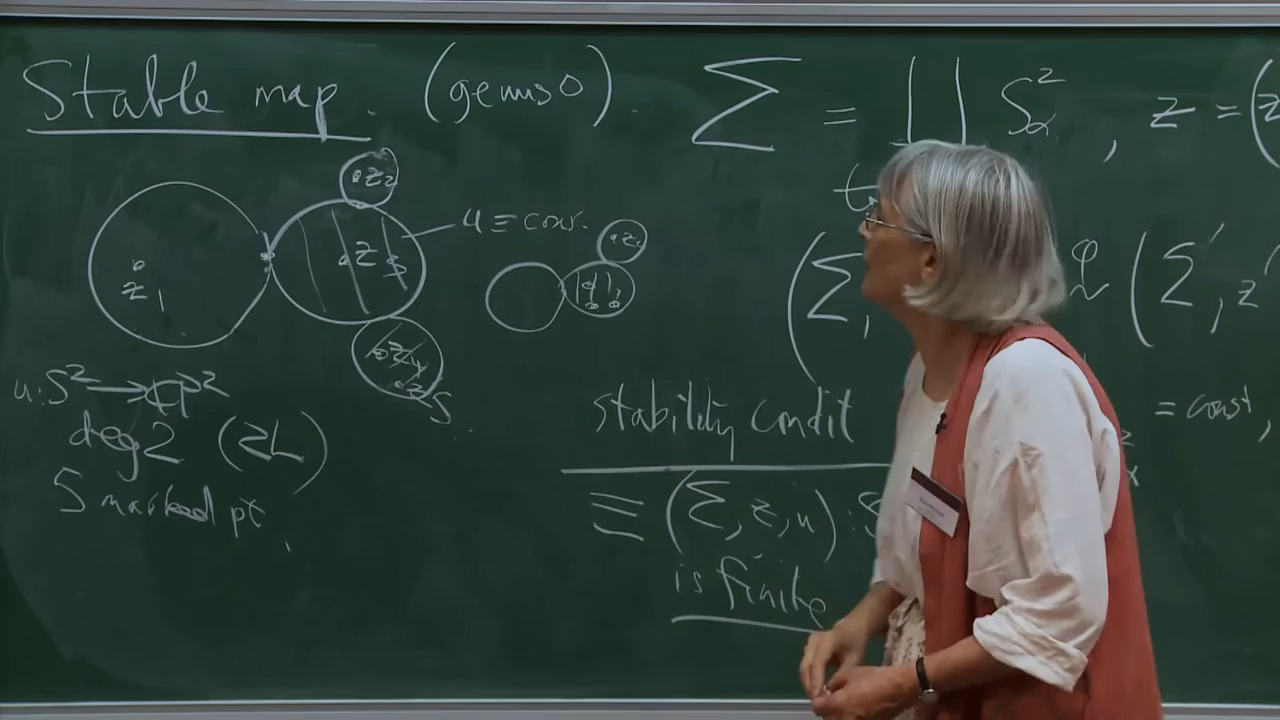 Stable map. (genus 0).
Σ = ∐ S²α, z = (z
z₂
u ≡ const.
z₃
z₁
z₄
z₅
(Σ, (Σ', z'
u: S² → CP²
deg 2 (2L)
5 marked pt
stability condit
= const,
≡ (Σ, z, u) :
is finite